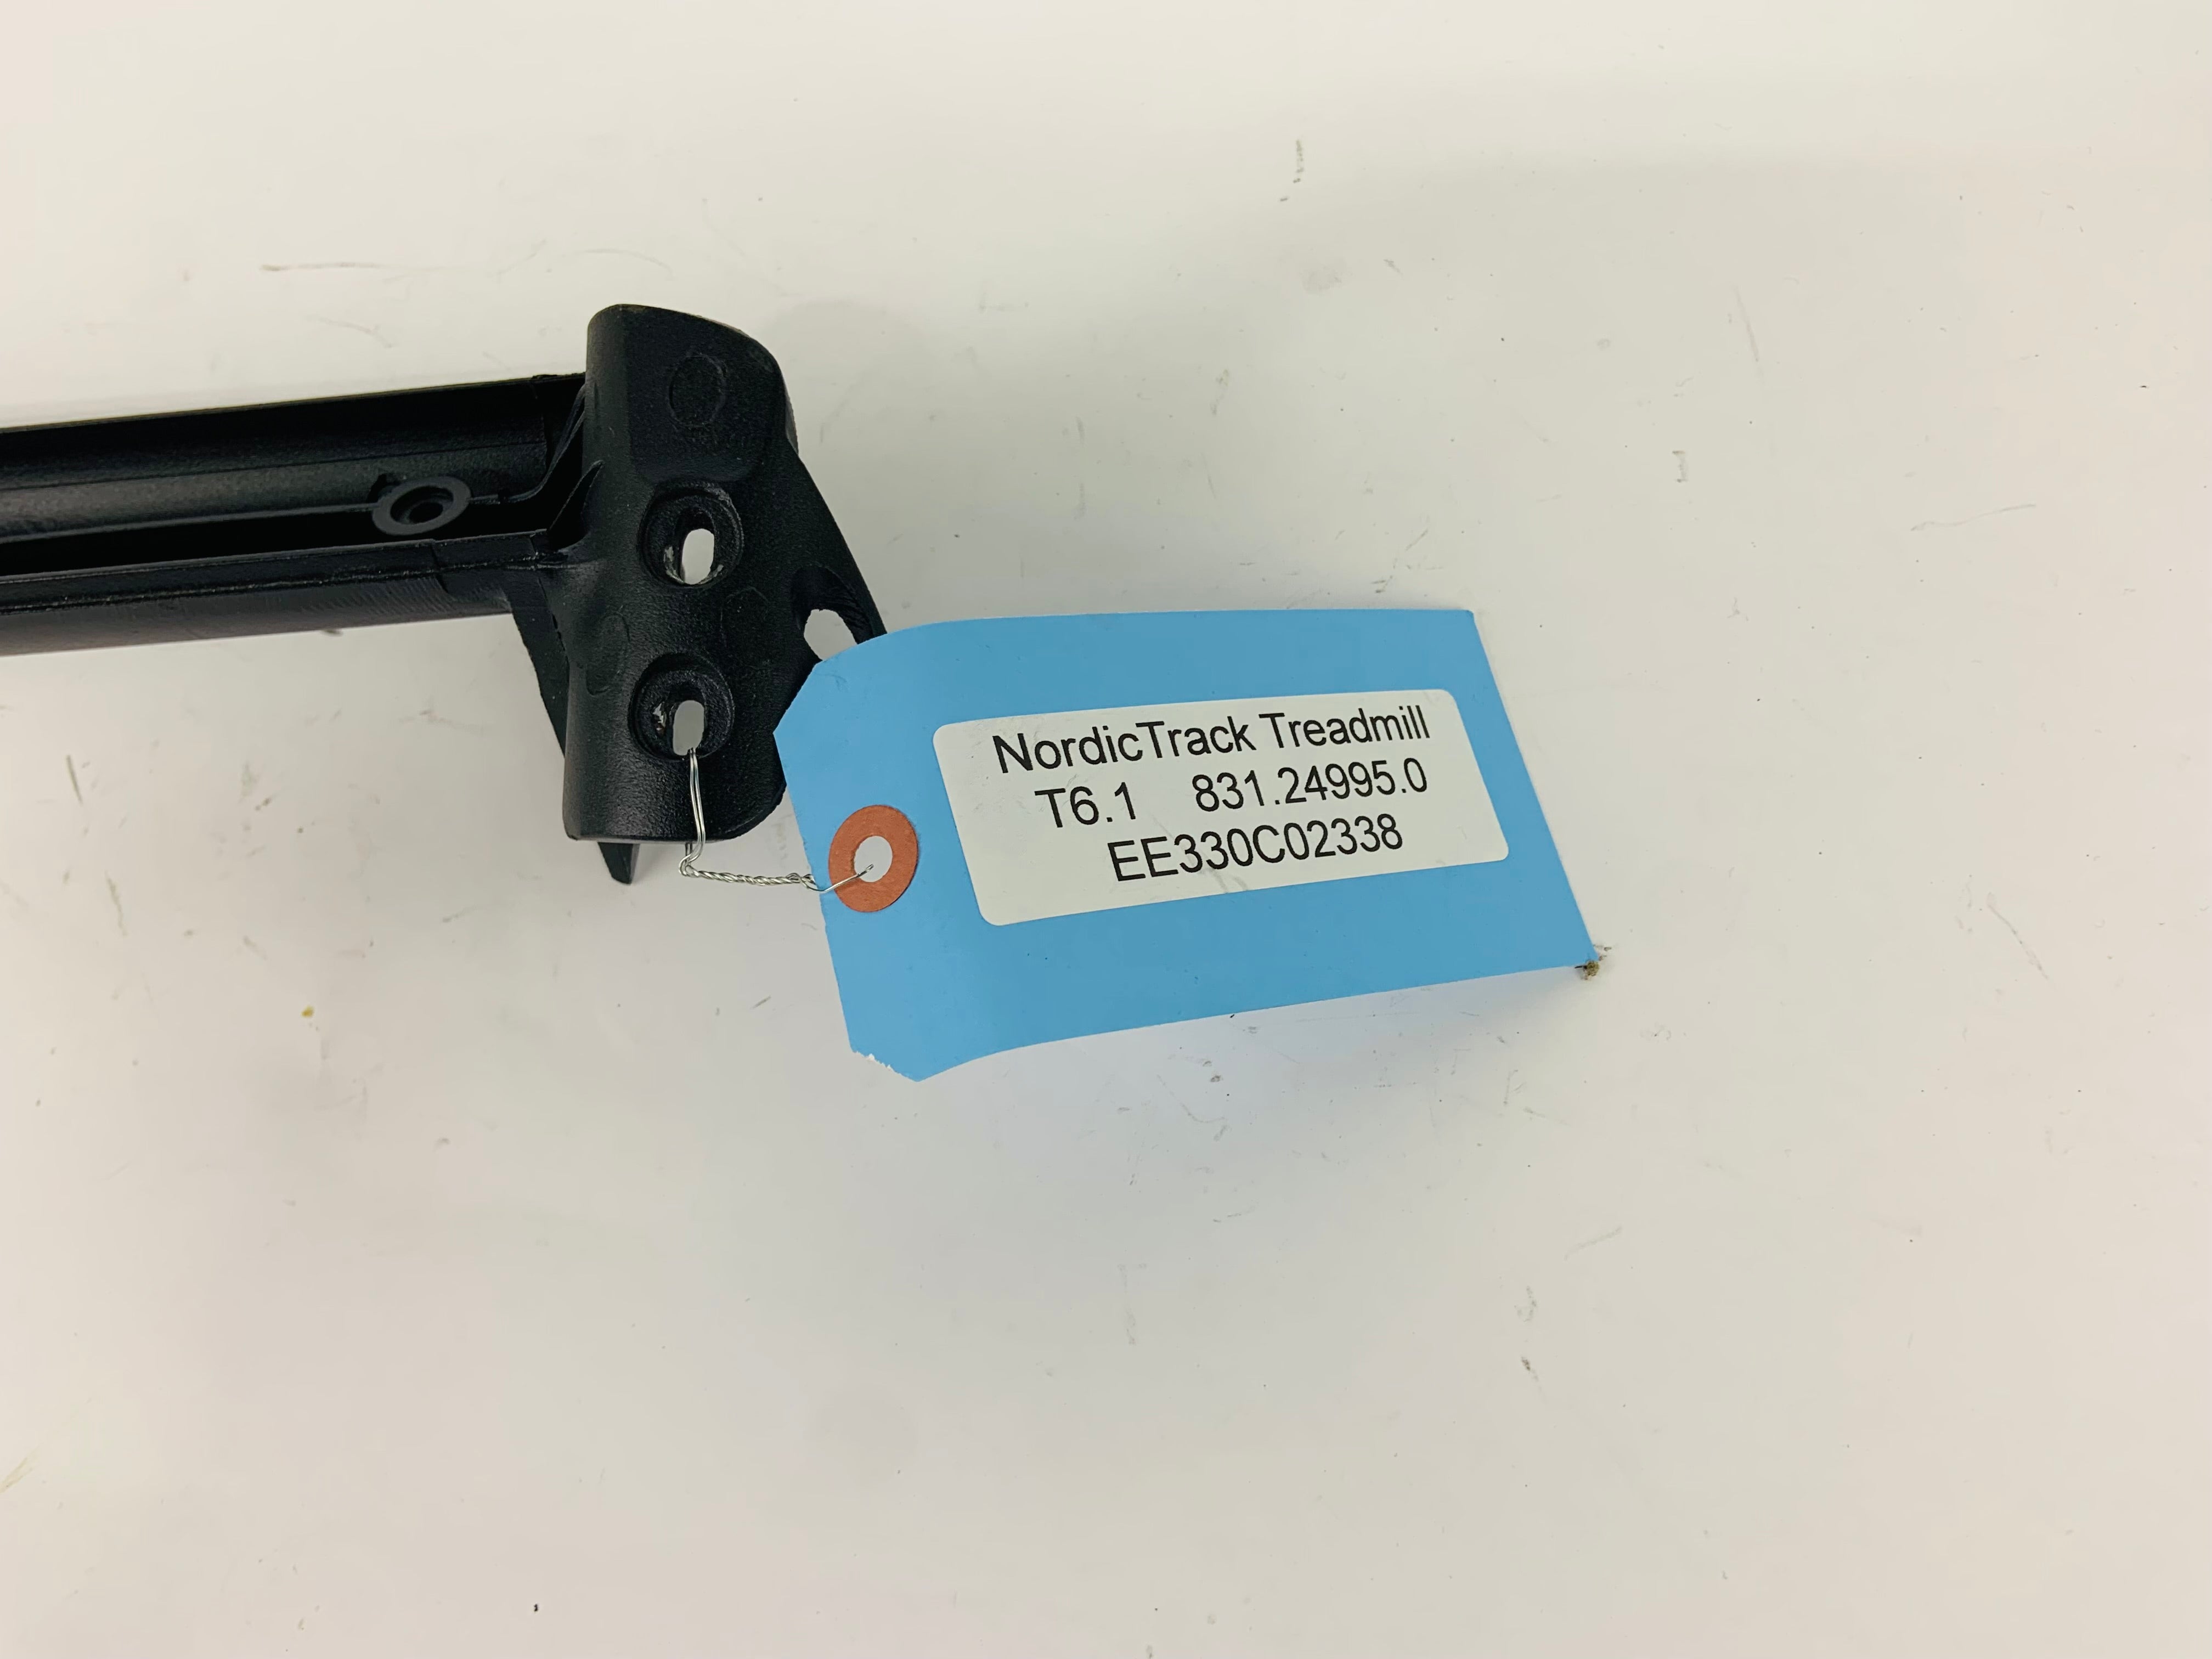 NordicTrack Treadmill
T6.1 831.24995.0
EE330C02338